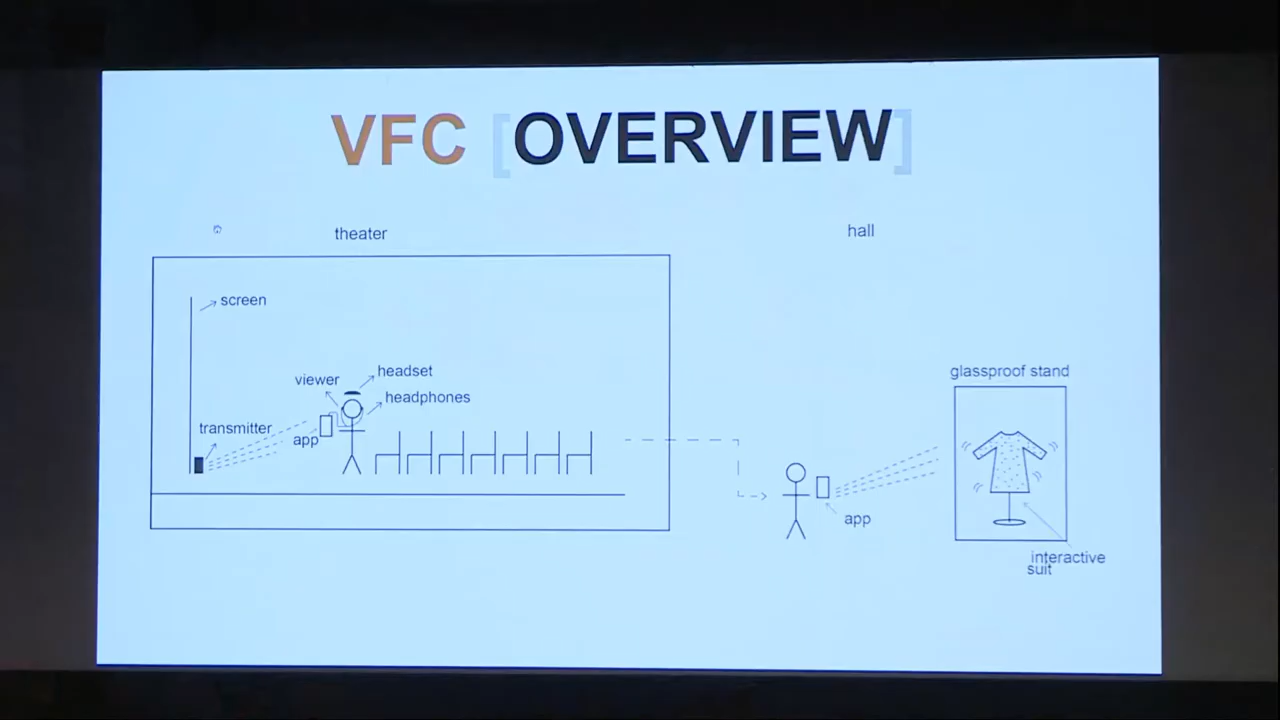 VFC [OVERVIEW]
theater
hall
screen
headset
viewer
headphones
transmitter
app
glassproof stand
app
interactive
suit